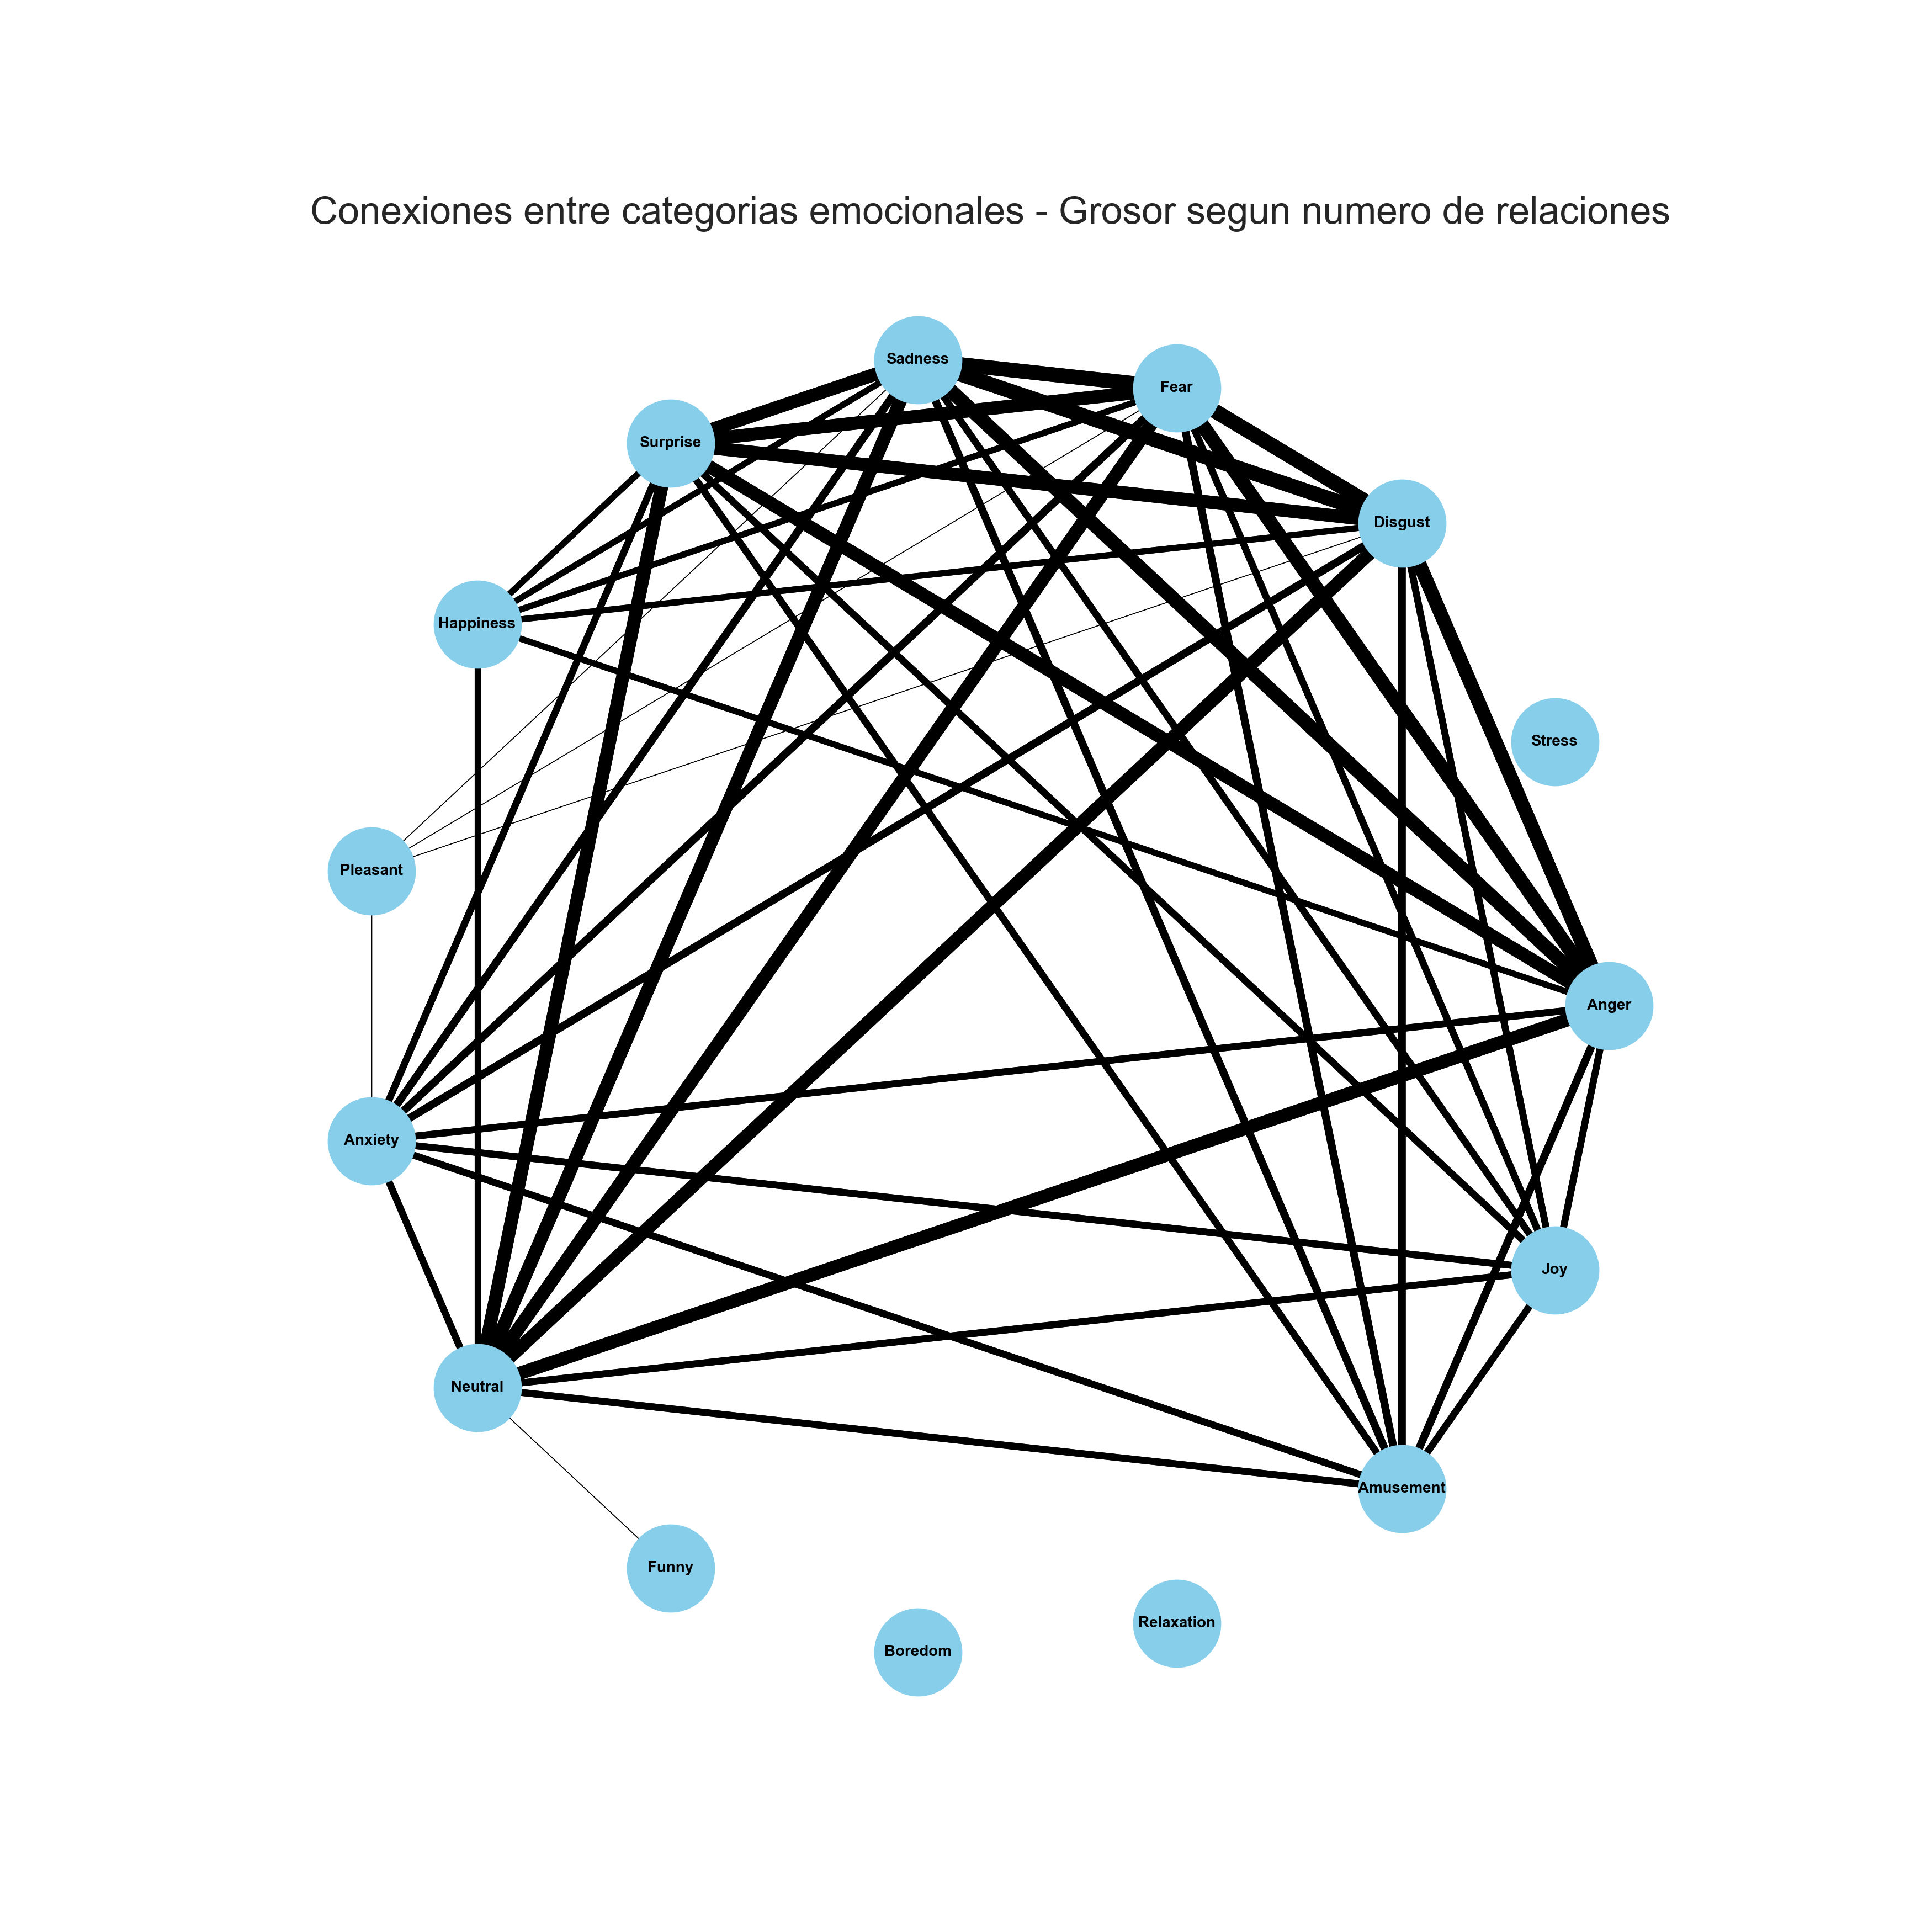 Conexiones entre categorias emocionales - Grosor segun numero de relaciones
Sadness
Fear
Surprise
Disgust
Happiness
Stress
Pleasant
Anger
Anxiety
Joy
Neutral
Amusement
Funny
Relaxation
Boredom